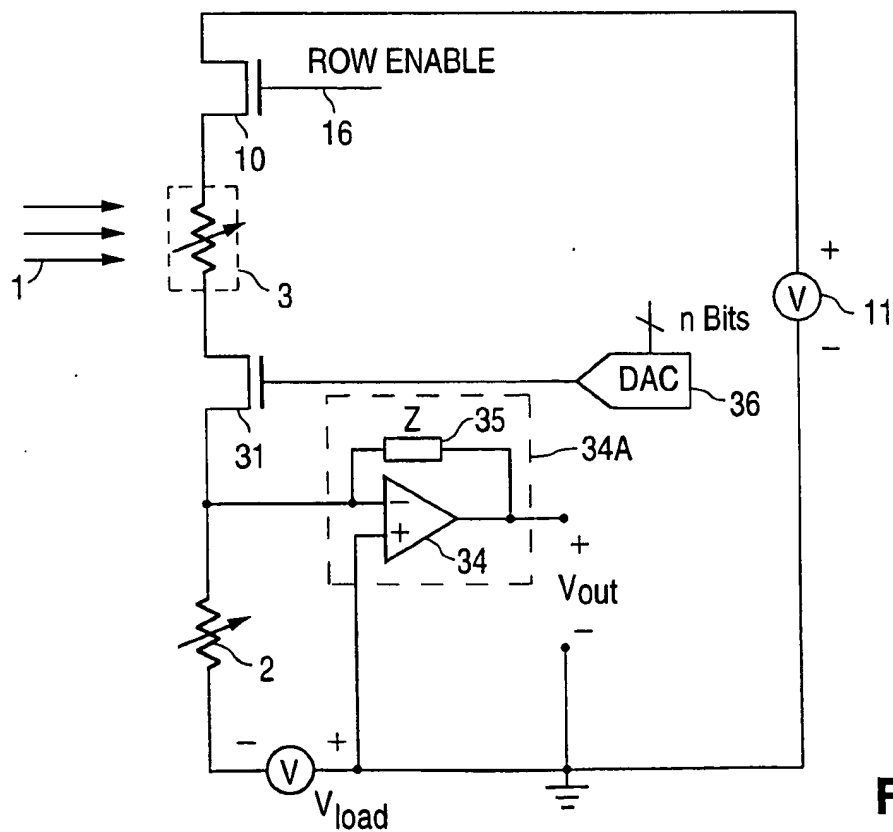 ROW ENABLE
16
10
1
3
+
V
11
−
n Bits
DAC
36
31
Z
35
34A
−
+
34
+
Vout
−
2
−
+
V
Vload
F